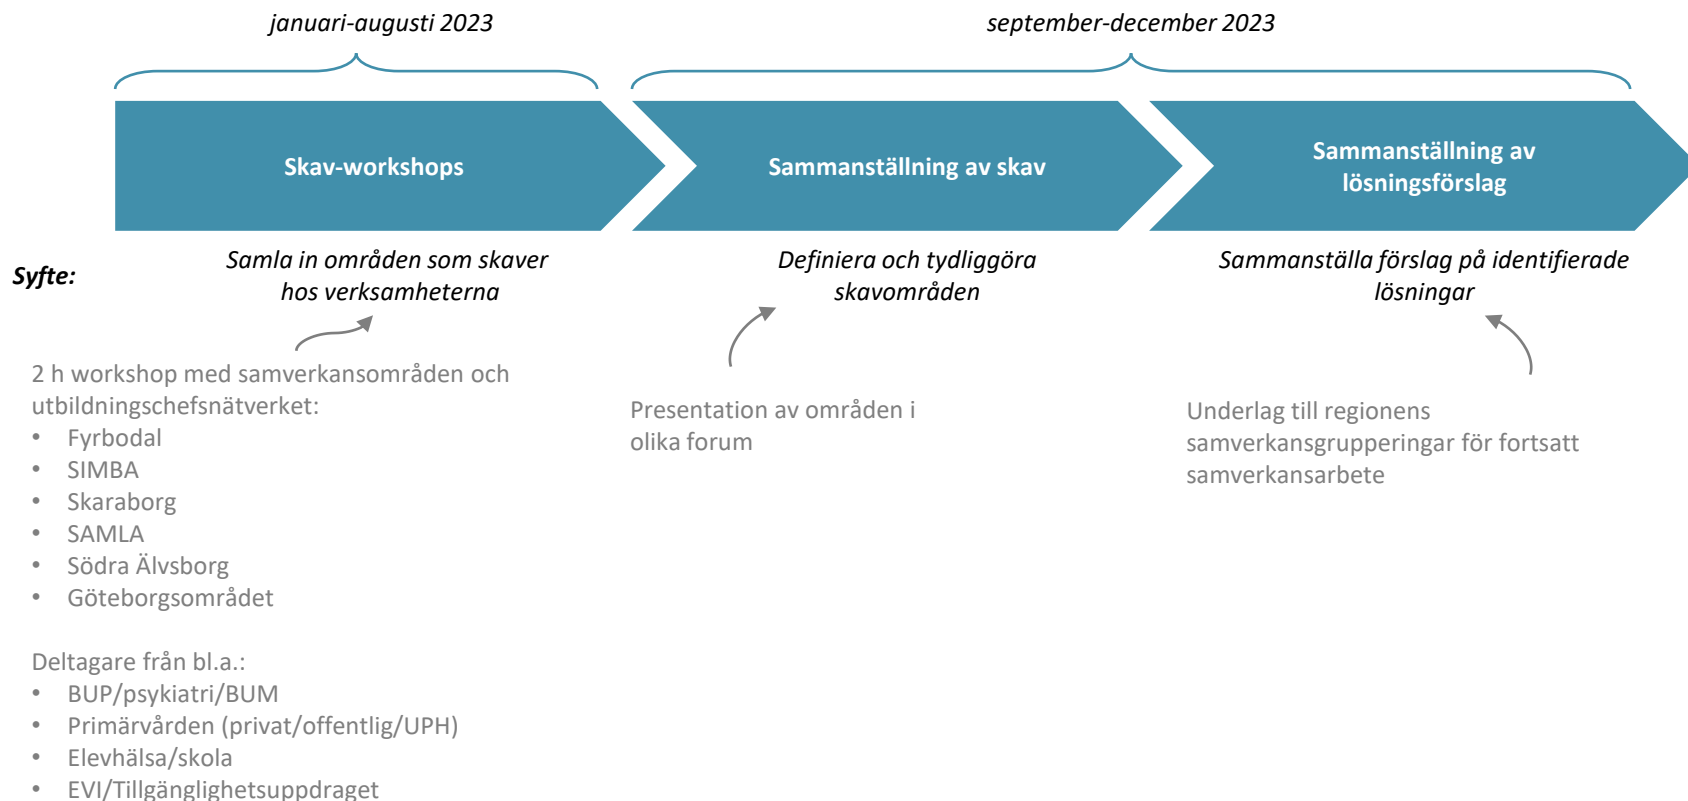 januari-augusti 2023
september-december 2023
Skav-workshops
Sammanställning av skav
Sammanställning av
lösningsförslag
Syfte:
Samla in områden som skaver
hos verksamheterna
Definiera och tydliggöra
skavområden
Sammanställa förslag på identifierade
lösningar
2 h workshop med samverkansområden och
utbildningschefsnätverket:
• Fyrbodal
• SIMBA
• Skaraborg
• SAMLA
• Södra Älvsborg
• Göteborgsområdet
Deltagare från bl.a.:
• BUP/psykiatri/BUM
• Primärvården (privat/offentlig/UPH)
• Elevhälsa/skola
• EVI/Tillgänglighetsuppdraget
Presentation av områden i
olika forum
Underlag till regionens
samverkansgrupperingar för fortsatt
samverkansarbete